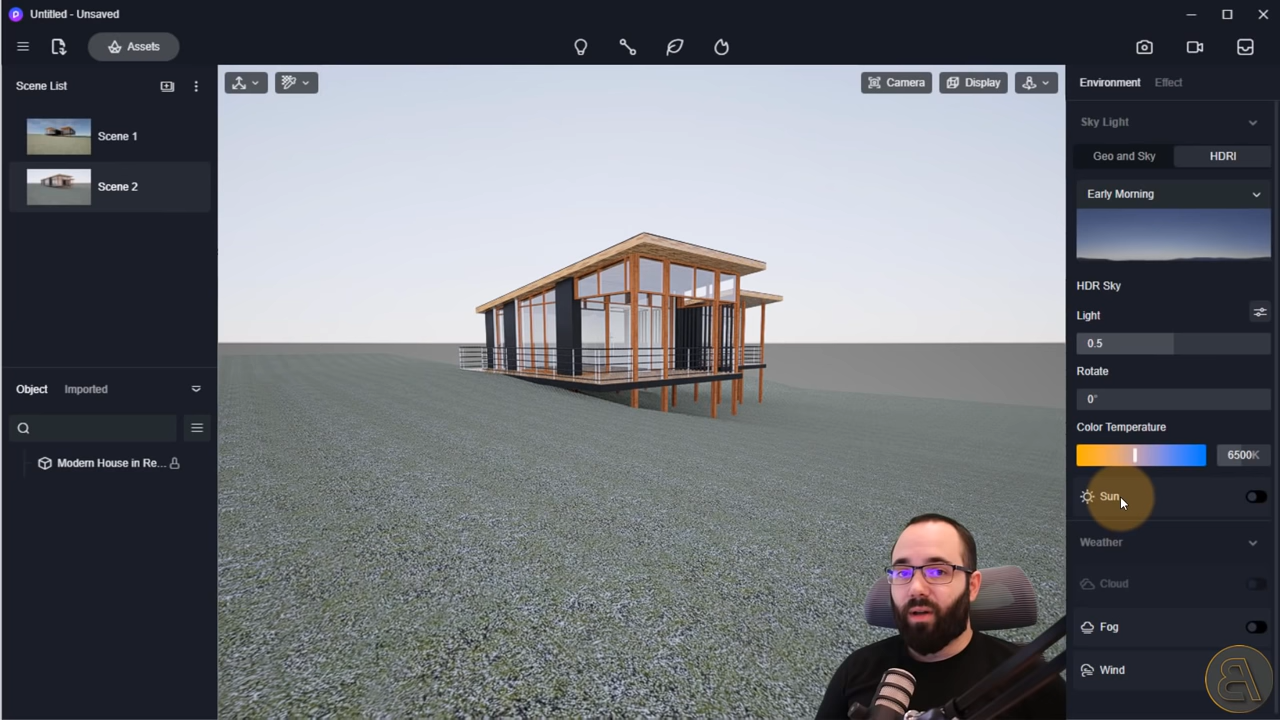 Untitled - Unsaved
Assets
Scene List
Scene 1
Scene 2
Object
Imported
Modern House in Re...
Camera
Display
Environment
Effect
Sky Light
Geo and Sky
HDRI
Early Morning
HDR Sky
Light
0.5
Rotate
0°
Color Temperature
6500K
Sun
Weather
Cloud
Fog
Wind